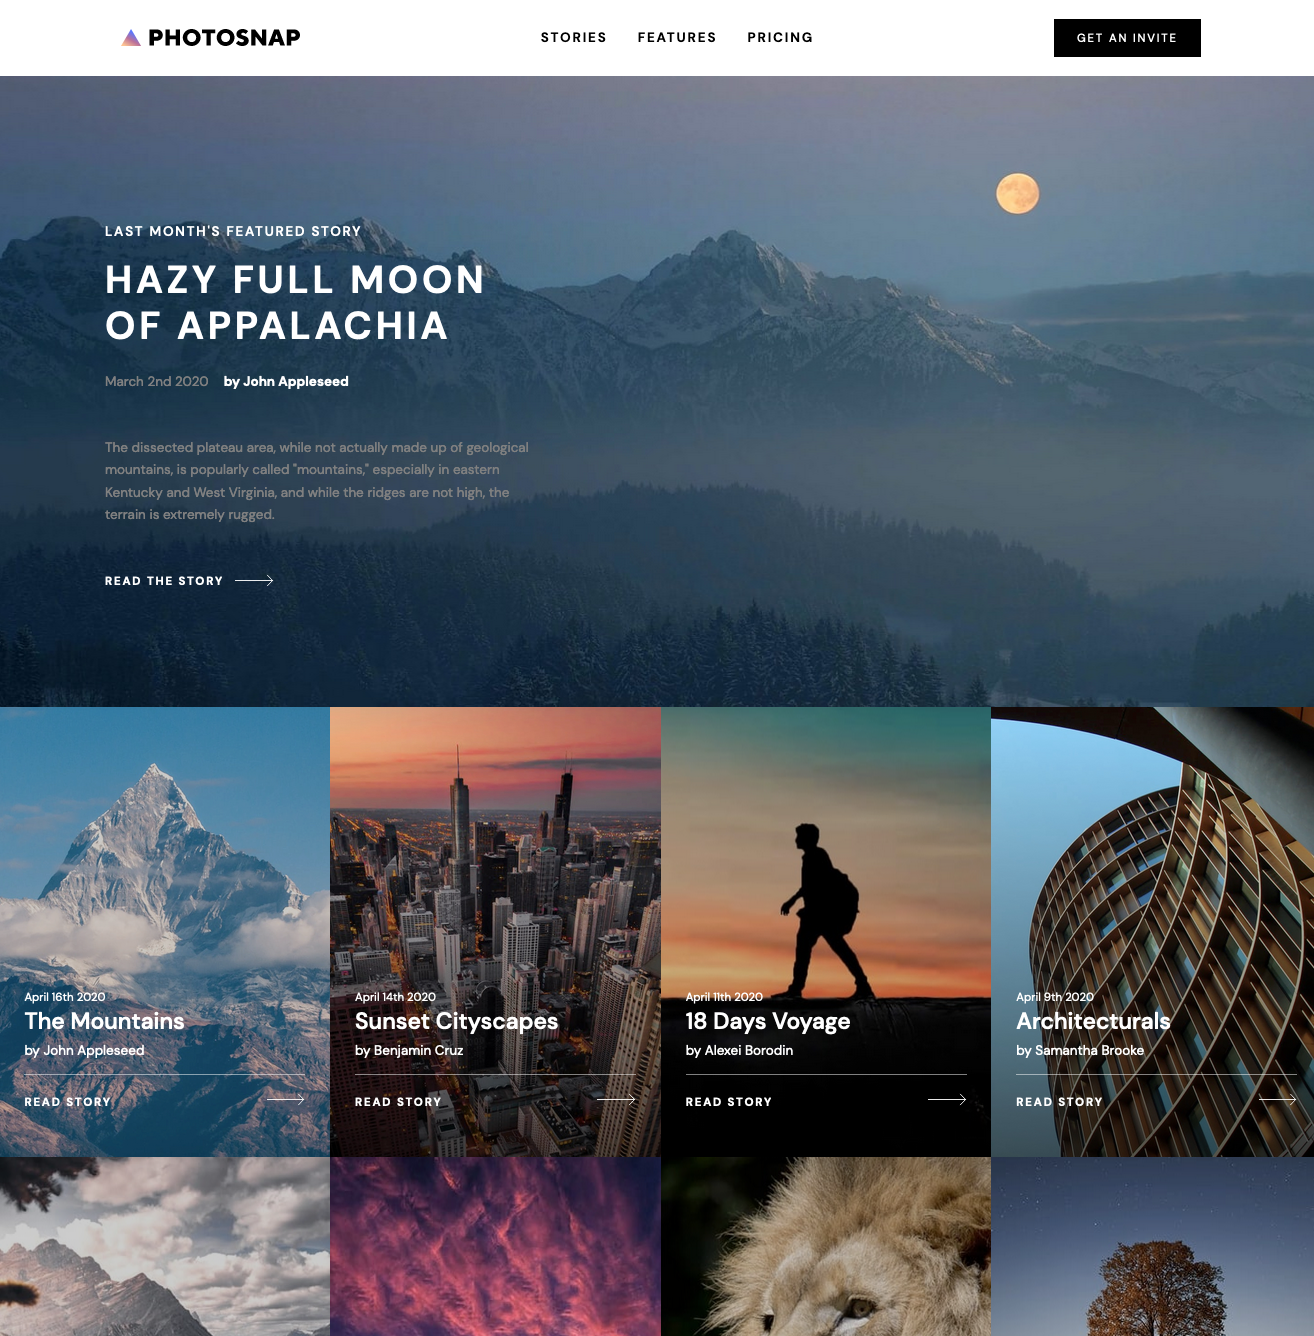 PHOTOSNAP
STORIES FEATURES PRICING
GET AN INVITE
LAST MONTH'S FEATURED STORY
HAZY FULL MOON
OF APPALACHIA
March 2nd 2020 by John Appleseed
The dissected plateau area, while not actually made up of geological
mountains, is popularly called "mountains," especially in eastern
Kentucky and West Virginia, and while the ridges are not high, the
terrain is extremely rugged.
READ THE STORY
April 16th 2020
The Mountains
by John Appleseed
READ STORY
April 14th 2020
Sunset Cityscapes
by Benjamin Cruz
READ STORY
April 11th 2020
18 Days Voyage
by Alexei Borodin
READ STORY
April 9th 2020
Architecturals
by Samantha Brooke
READ STORY